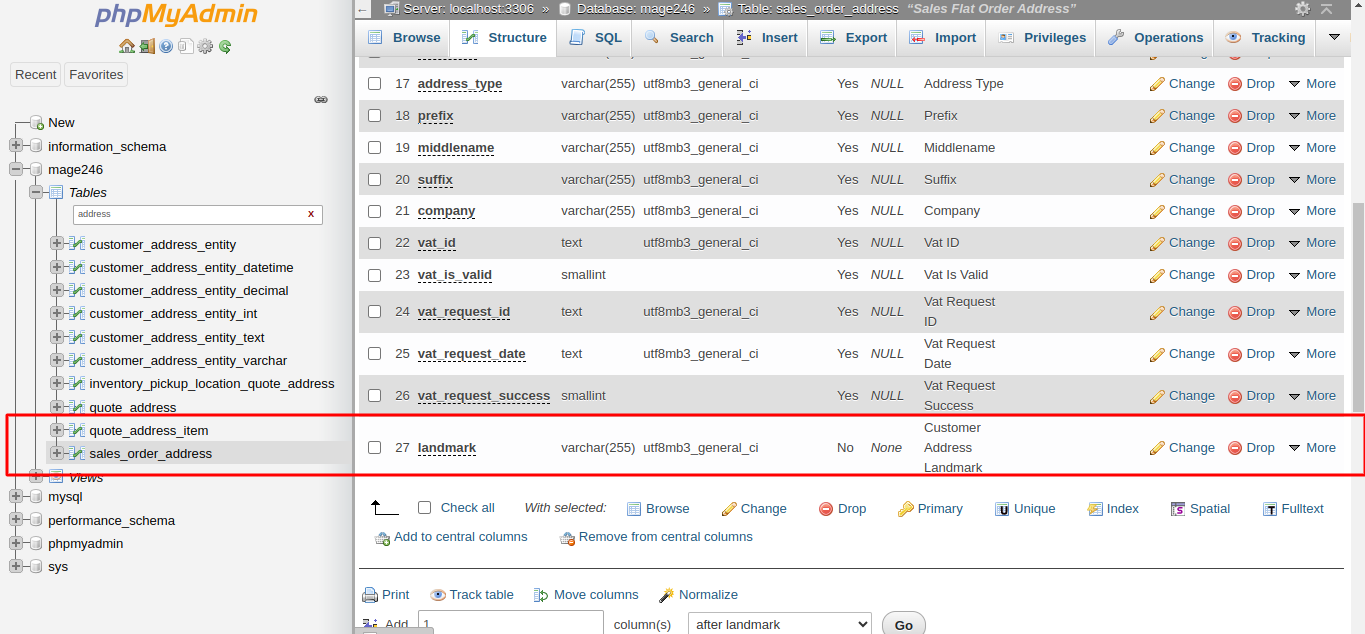 phpMyAdmin
Recent Favorites
New
information_schema
mage246
Tables
address X
customer_address_entity
customer_address_entity_datetime
customer_address_entity_decimal
customer_address_entity_int
customer_address_entity_text
customer_address_entity_varchar
inventory_pickup_location_quote_address
quote_address
quote_address_item
sales_order_address
Views
mysql
performance_schema
phpmyadmin
sys
Server: localhost:3306 » Database: mage246 » Table: sales_order_address "Sales Flat Order Address"
Browse Structure SQL Search Insert Export Import Privileges Operations Tracking
17 address_type varchar(255) utf8mb3_general_ci Yes NULL Address Type Change Drop More
18 prefix varchar(255) utf8mb3_general_ci Yes NULL Prefix Change Drop More
19 middlename varchar(255) utf8mb3_general_ci Yes NULL Middlename Change Drop More
20 suffix varchar(255) utf8mb3_general_ci Yes NULL Suffix Change Drop More
21 company varchar(255) utf8mb3_general_ci Yes NULL Company Change Drop More
22 vat_id text utf8mb3_general_ci Yes NULL Vat ID Change Drop More
23 vat_is_valid smallint Yes NULL Vat Is Valid Change Drop More
24 vat_request_id text utf8mb3_general_ci Yes NULL Vat Request ID Change Drop More
25 vat_request_date text utf8mb3_general_ci Yes NULL Vat Request Date Change Drop More
26 vat_request_success smallint Yes NULL Vat Request Success Change Drop More
27 landmark varchar(255) utf8mb3_general_ci No None Customer Address Landmark Change Drop More
Check all With selected: Browse Change Drop Primary Unique Index Spatial Fulltext
Add to central columns Remove from central columns
Print Track table Move columns Normalize
Add 1 column(s) after landmark Go